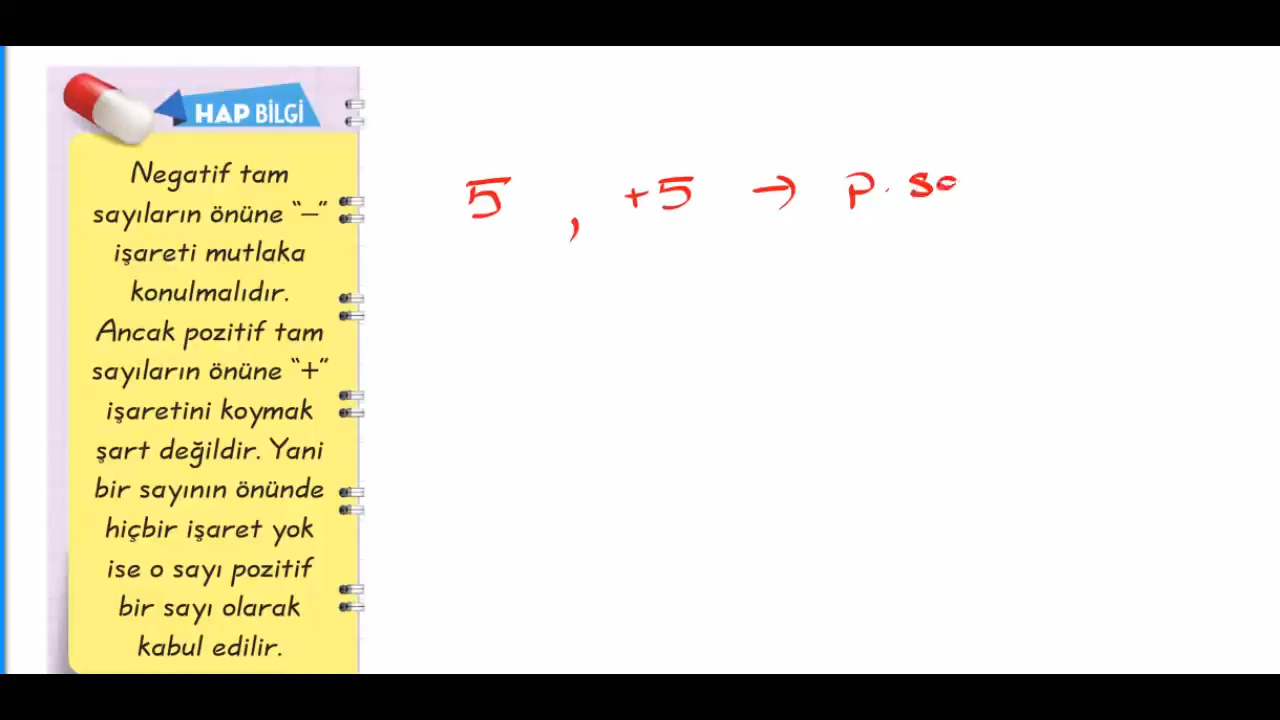 HAP BİLGİ
Negatif tam
sayıların önüne “–”
işareti mutlaka
konulmalıdır.
Ancak pozitif tam
sayıların önüne “+”
işaretini koymak
şart değildir. Yani
bir sayının önünde
hiçbir işaret yok
ise o sayı pozitif
bir sayı olarak
kabul edilir.
5 , +5 → p. sa